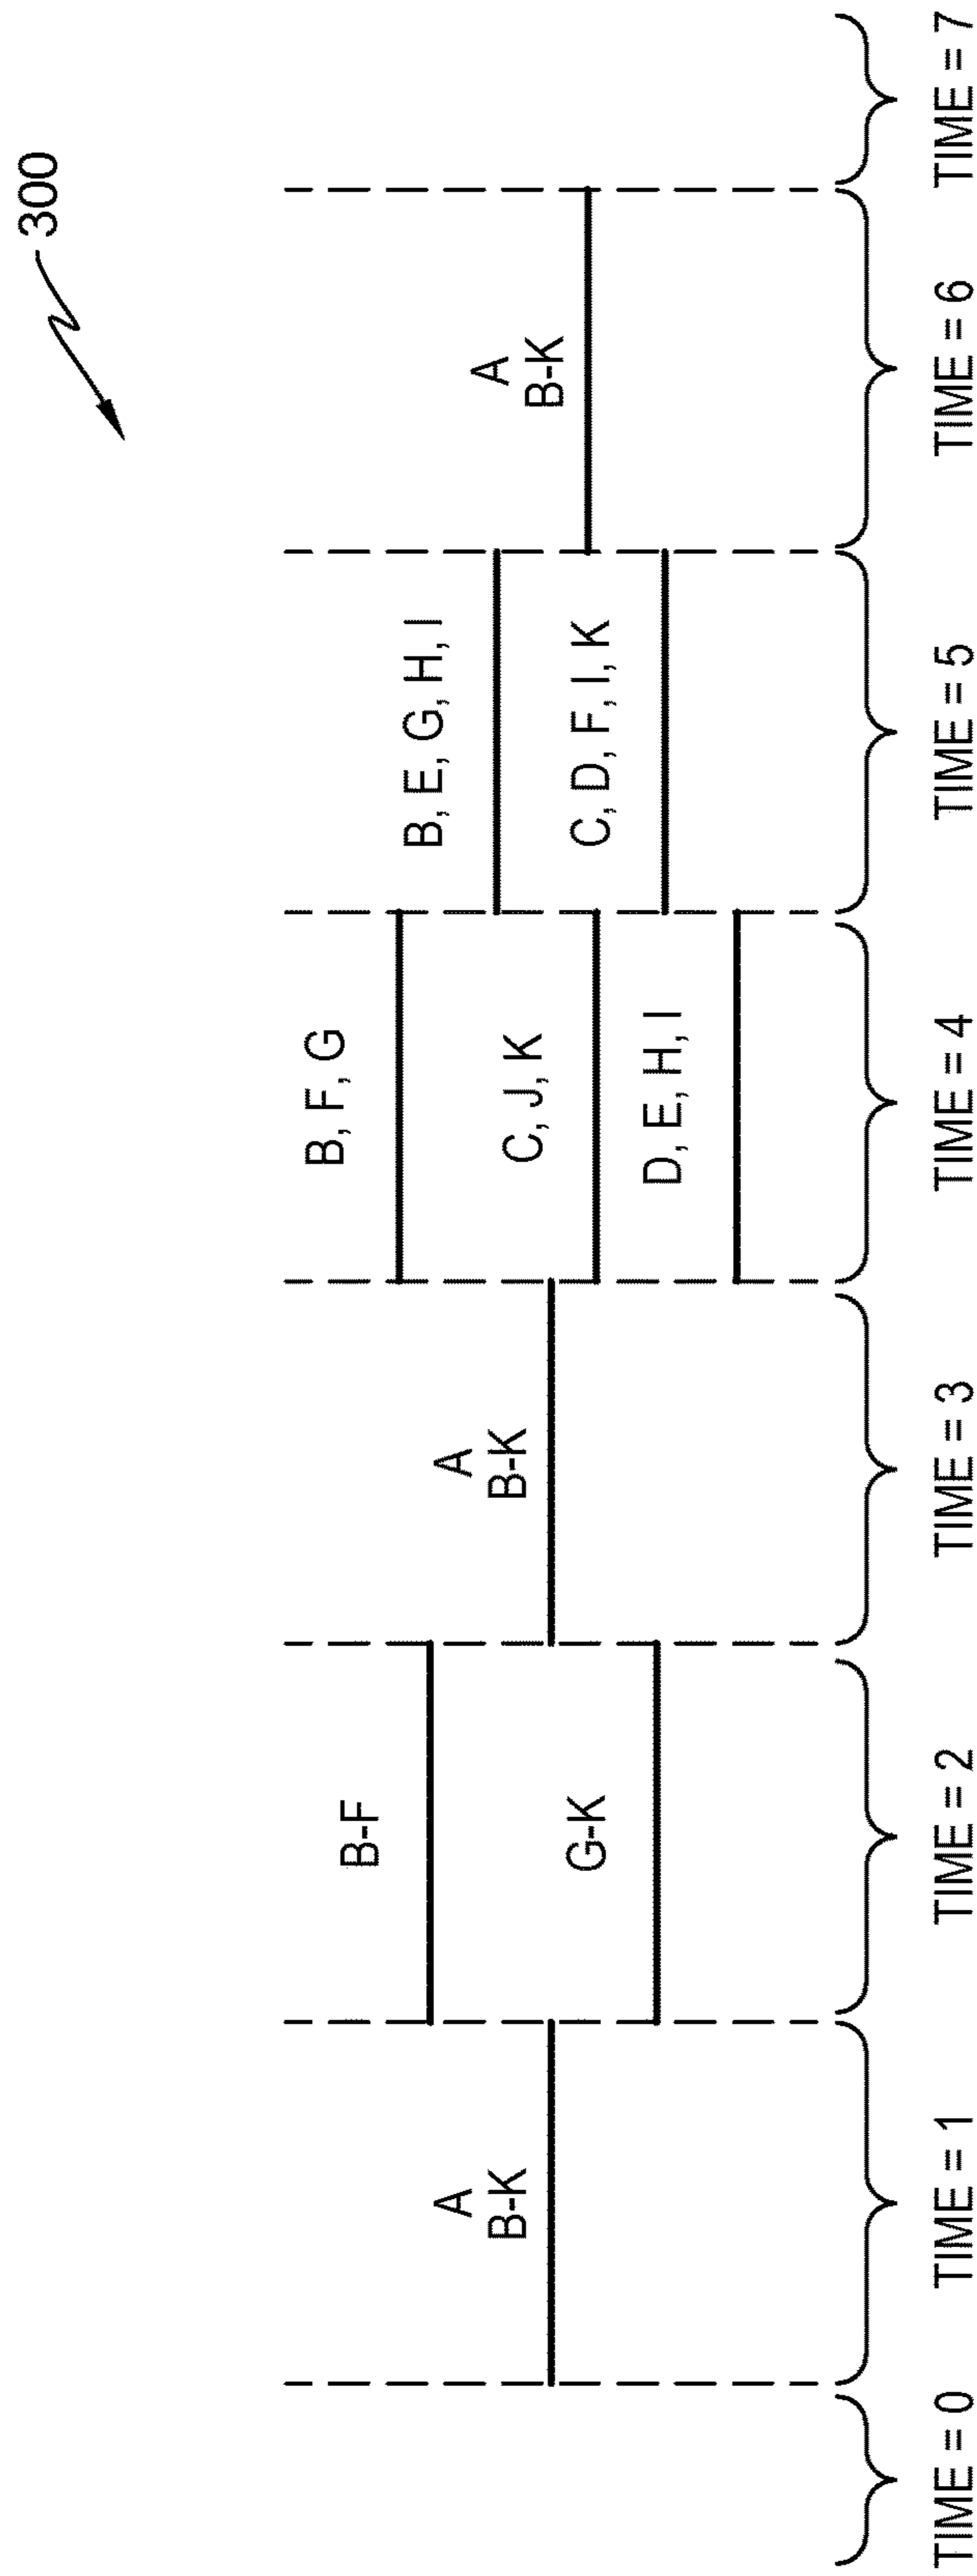 300
A
B-K
B-F
G-K
A
B-K
B, F, G
C, J, K
D, E, H, I
B, E, G, H, I
C, D, F, I, K
A
B-K
TIME = 0
TIME = 1
TIME = 2
TIME = 3
TIME = 4
TIME = 5
TIME = 6
TIME = 7